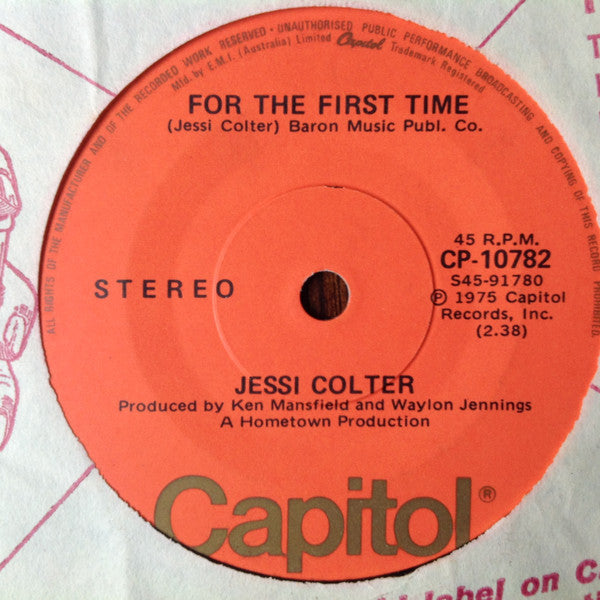 ALL RIGHTS OF THE MANUFACTURER AND OF THE RECORDED WORK RESERVED • UNAUTHORISED PUBLIC PERFORMANCE BROADCASTING AND COPYING OF THIS RECORD PROHIBITED
Mfd. by E.M.I. (Australia) Limited Capitol Trademark Registered
FOR THE FIRST TIME
(Jessi Colter) Baron Music Publ. Co.
STEREO
45 R.P.M.
CP-10782
S45-91780
℗ 1975 Capitol
Records, Inc.
(2.38)
JESSI COLTER
Produced by Ken Mansfield and Waylon Jennings
A Hometown Production
Capitol®
label on C